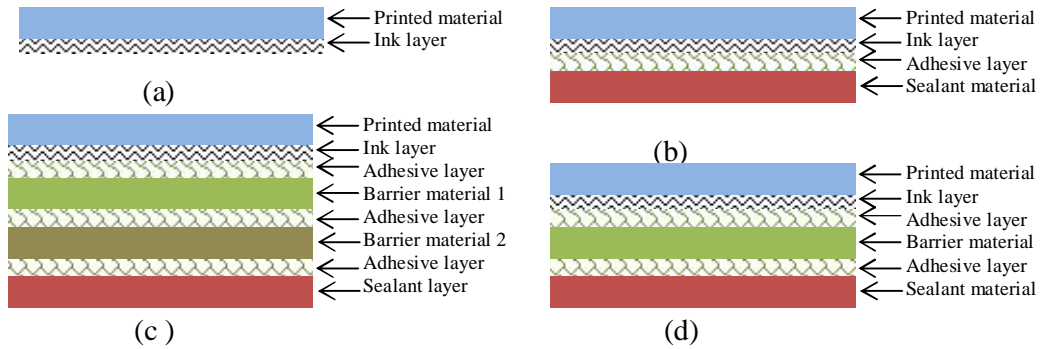 Printed material
Ink layer
(a)
Printed material
Ink layer
Adhesive layer
Sealant material
(b)
Printed material
Ink layer
Adhesive layer
Barrier material 1
Adhesive layer
Barrier material 2
Adhesive layer
Sealant layer
(c )
Printed material
Ink layer
Adhesive layer
Barrier material
Adhesive layer
Sealant material
(d)